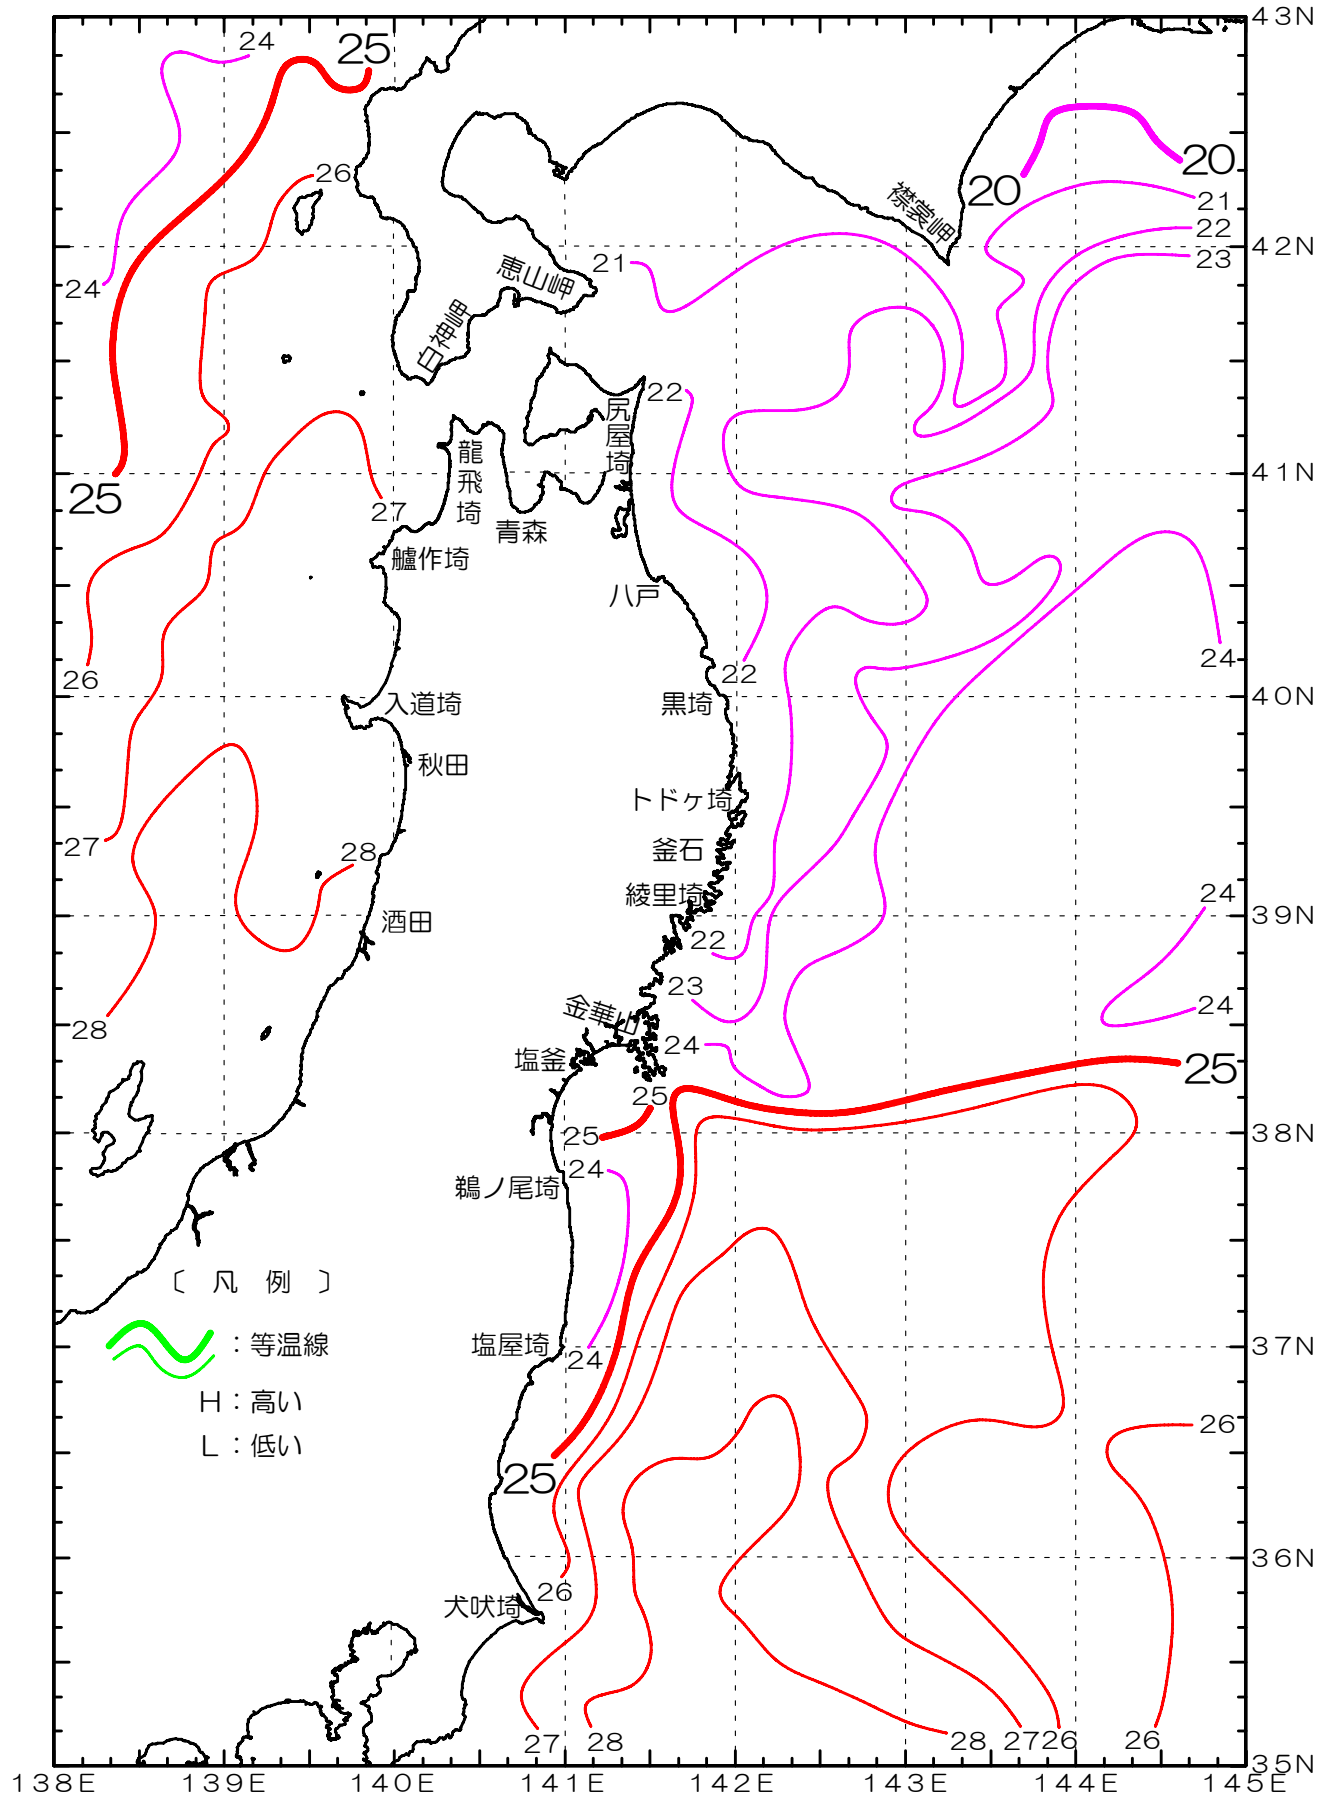 43N
24
25
26
20
20
襟裳岬
21
22
42N
23
恵山岬
21
24
白神岬
22
尻屋埼
龍飛埼
41N
25
27
青森
艫作埼
八戸
24
22
26
入道埼
黒埼
40N
秋田
トドヶ埼
27
28
釜石
綾里埼
24
39N
酒田
22
23
24
金華山
28
24
塩釜
25
25
25
38N
24
鵜ノ尾埼
〔 凡 例 〕
：等温線
塩屋埼
24
37N
H：高い
26
L：低い
25
36N
26
犬吠埼
27
28
28
27
26
26
35N
138E
139E
140E
141E
142E
143E
144E
145E